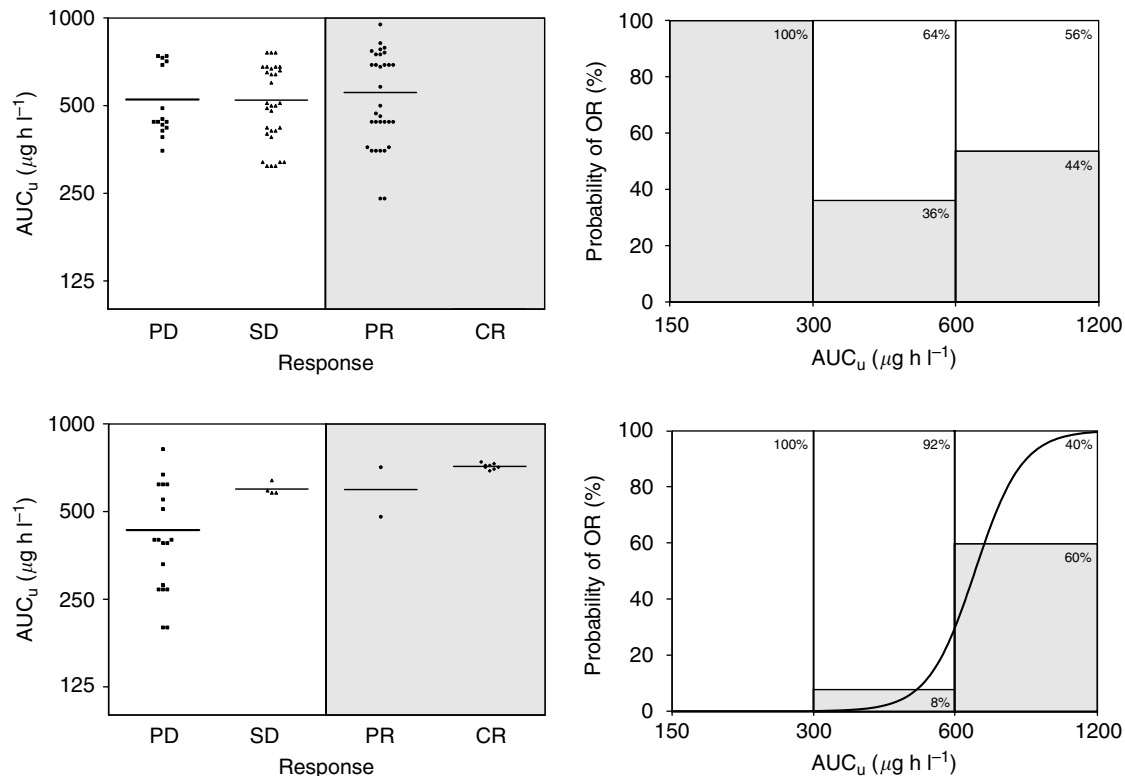 1000
500
250
125
AUCu (μg h l–1)
PD SD PR CR
Response
100
80
60
40
20
0
Probability of OR (%)
100% 64% 56%
44%
36%
150 300 600 1200
AUCu (μg h l–1)
1000
500
250
125
AUCu (μg h l–1)
PD SD PR CR
Response
100
80
60
40
20
0
Probability of OR (%)
100% 92% 40%
60%
8%
150 300 600 1200
AUCu (μg h l–1)